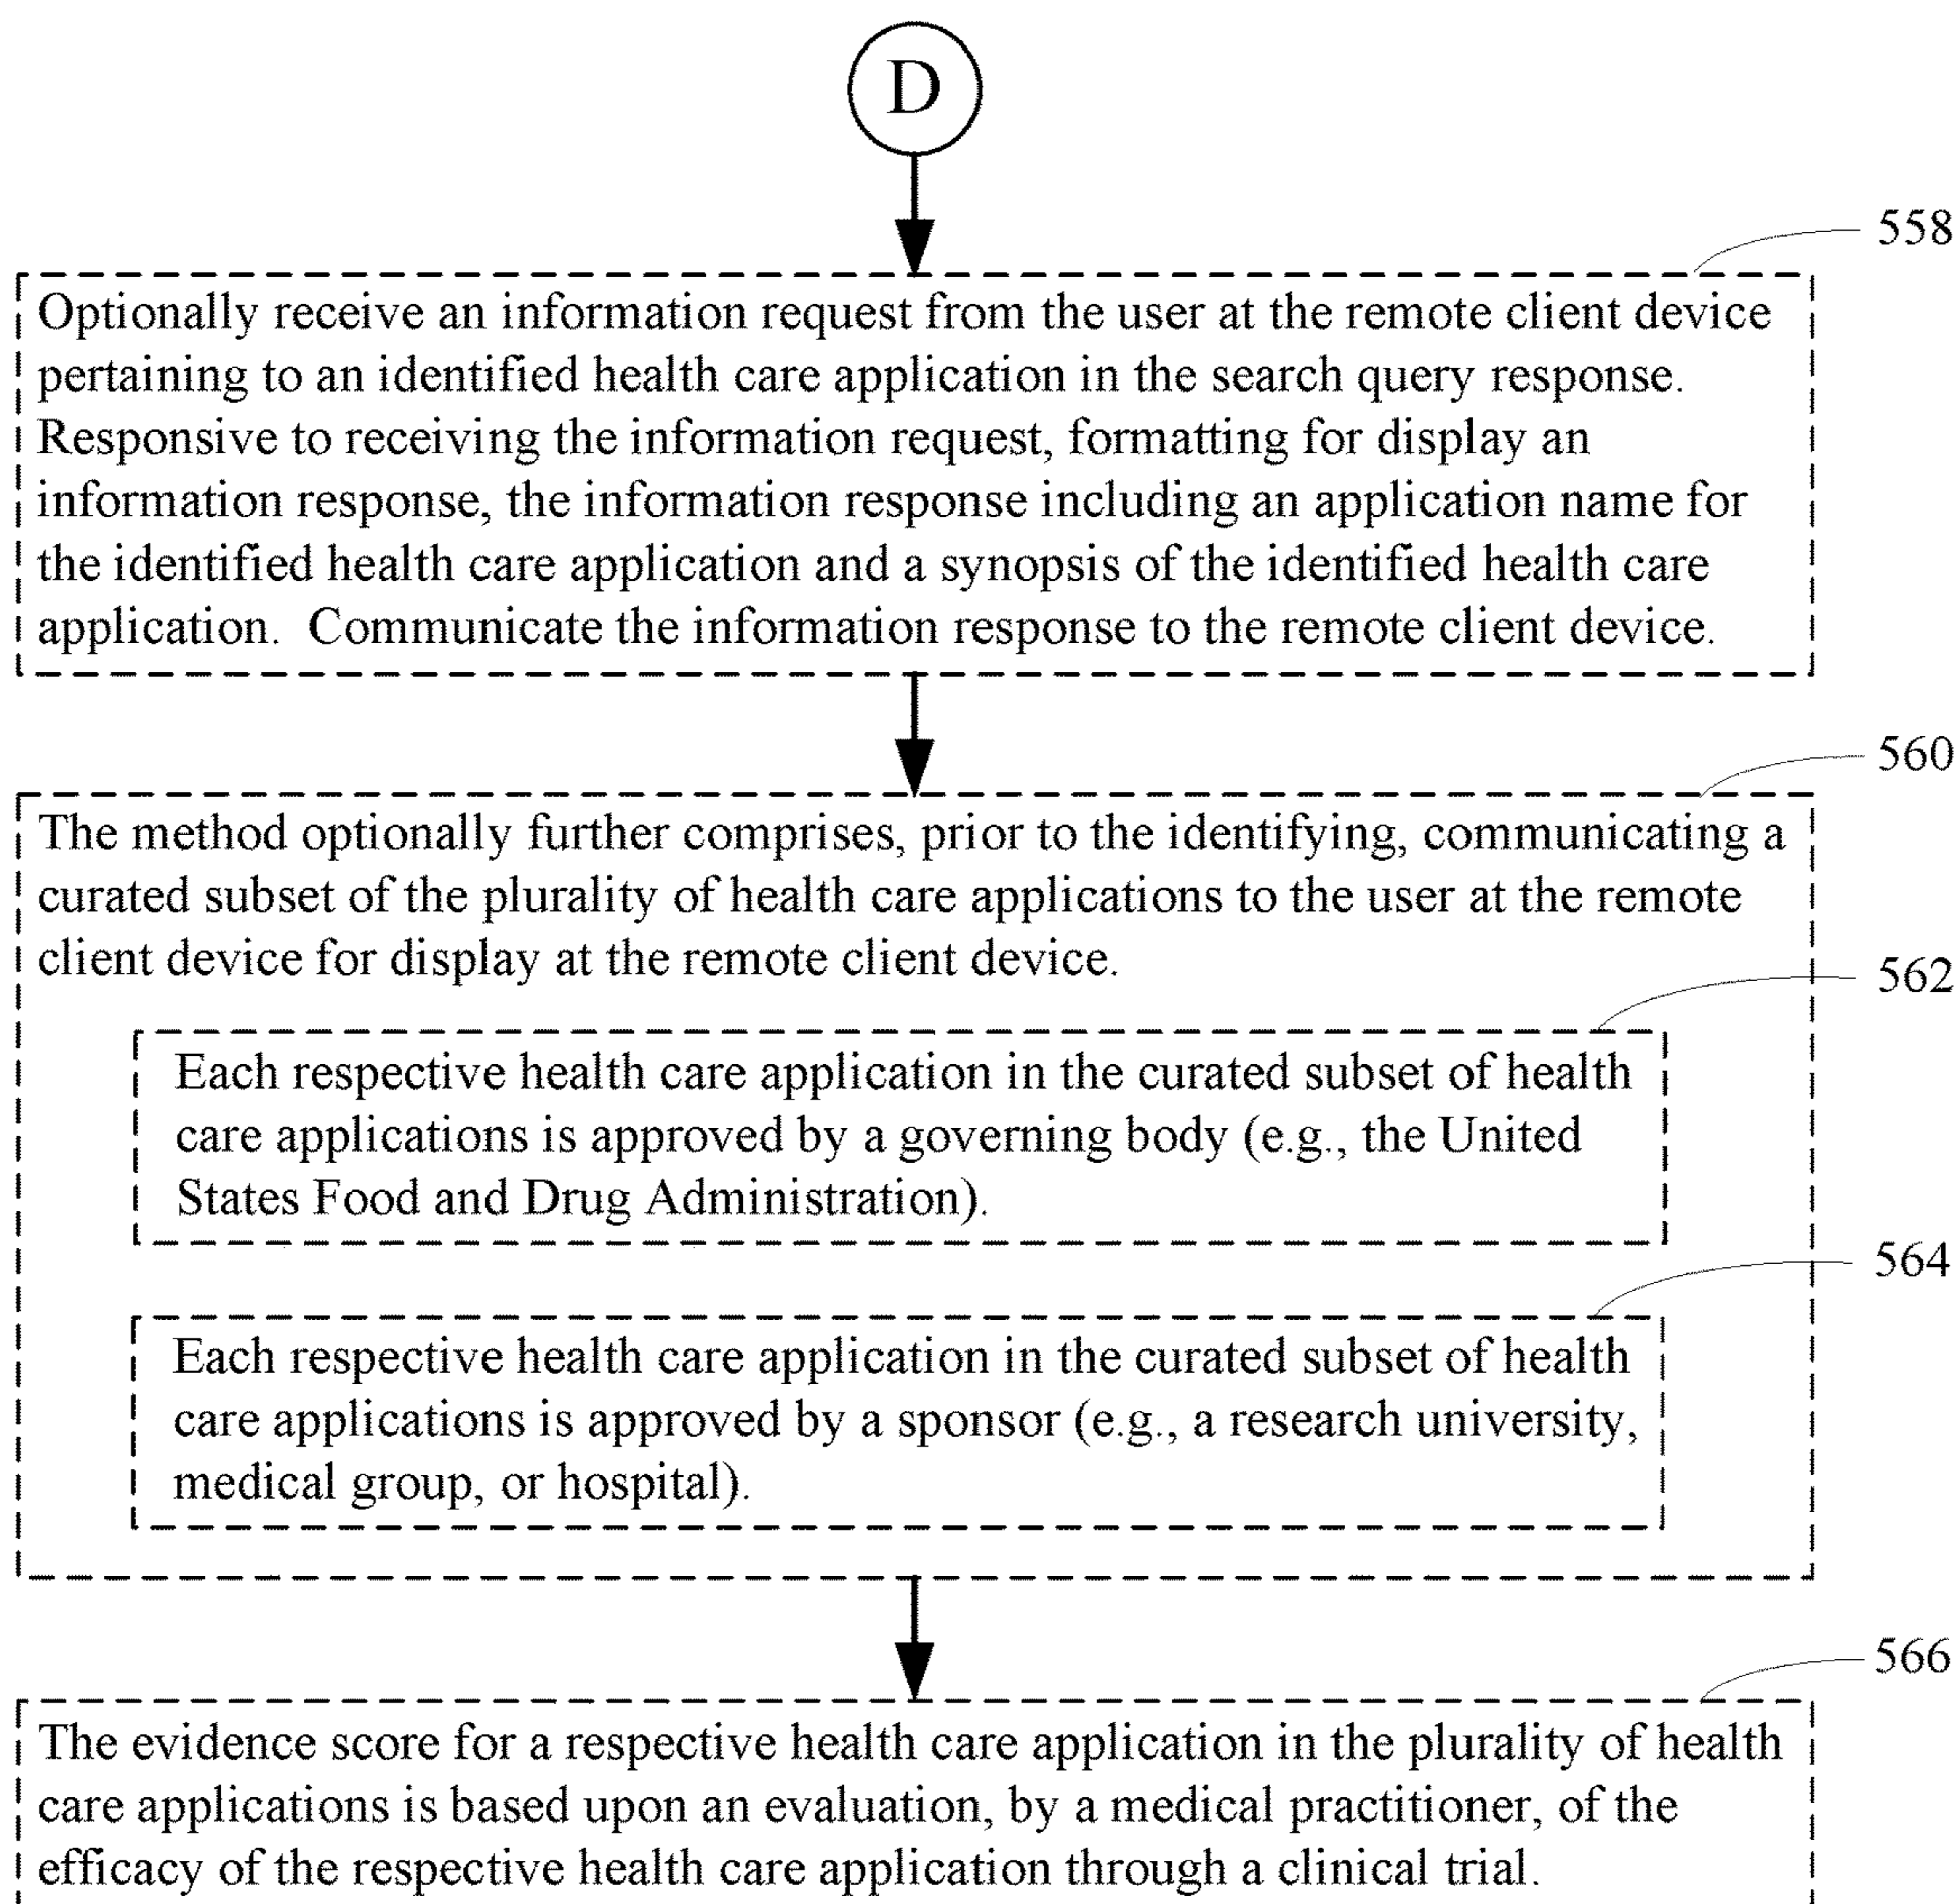 D
558
Optionally receive an information request from the user at the remote client device
pertaining to an identified health care application in the search query response.
Responsive to receiving the information request, formatting for display an
information response, the information response including an application name for
the identified health care application and a synopsis of the identified health care
application.  Communicate the information response to the remote client device.
560
The method optionally further comprises, prior to the identifying, communicating a
curated subset of the plurality of health care applications to the user at the remote
client device for display at the remote client device.
562
Each respective health care application in the curated subset of health
care applications is approved by a governing body (e.g., the United
States Food and Drug Administration).
564
Each respective health care application in the curated subset of health
care applications is approved by a sponsor (e.g., a research university,
medical group, or hospital).
566
The evidence score for a respective health care application in the plurality of health
care applications is based upon an evaluation, by a medical practitioner, of the
efficacy of the respective health care application through a clinical trial.